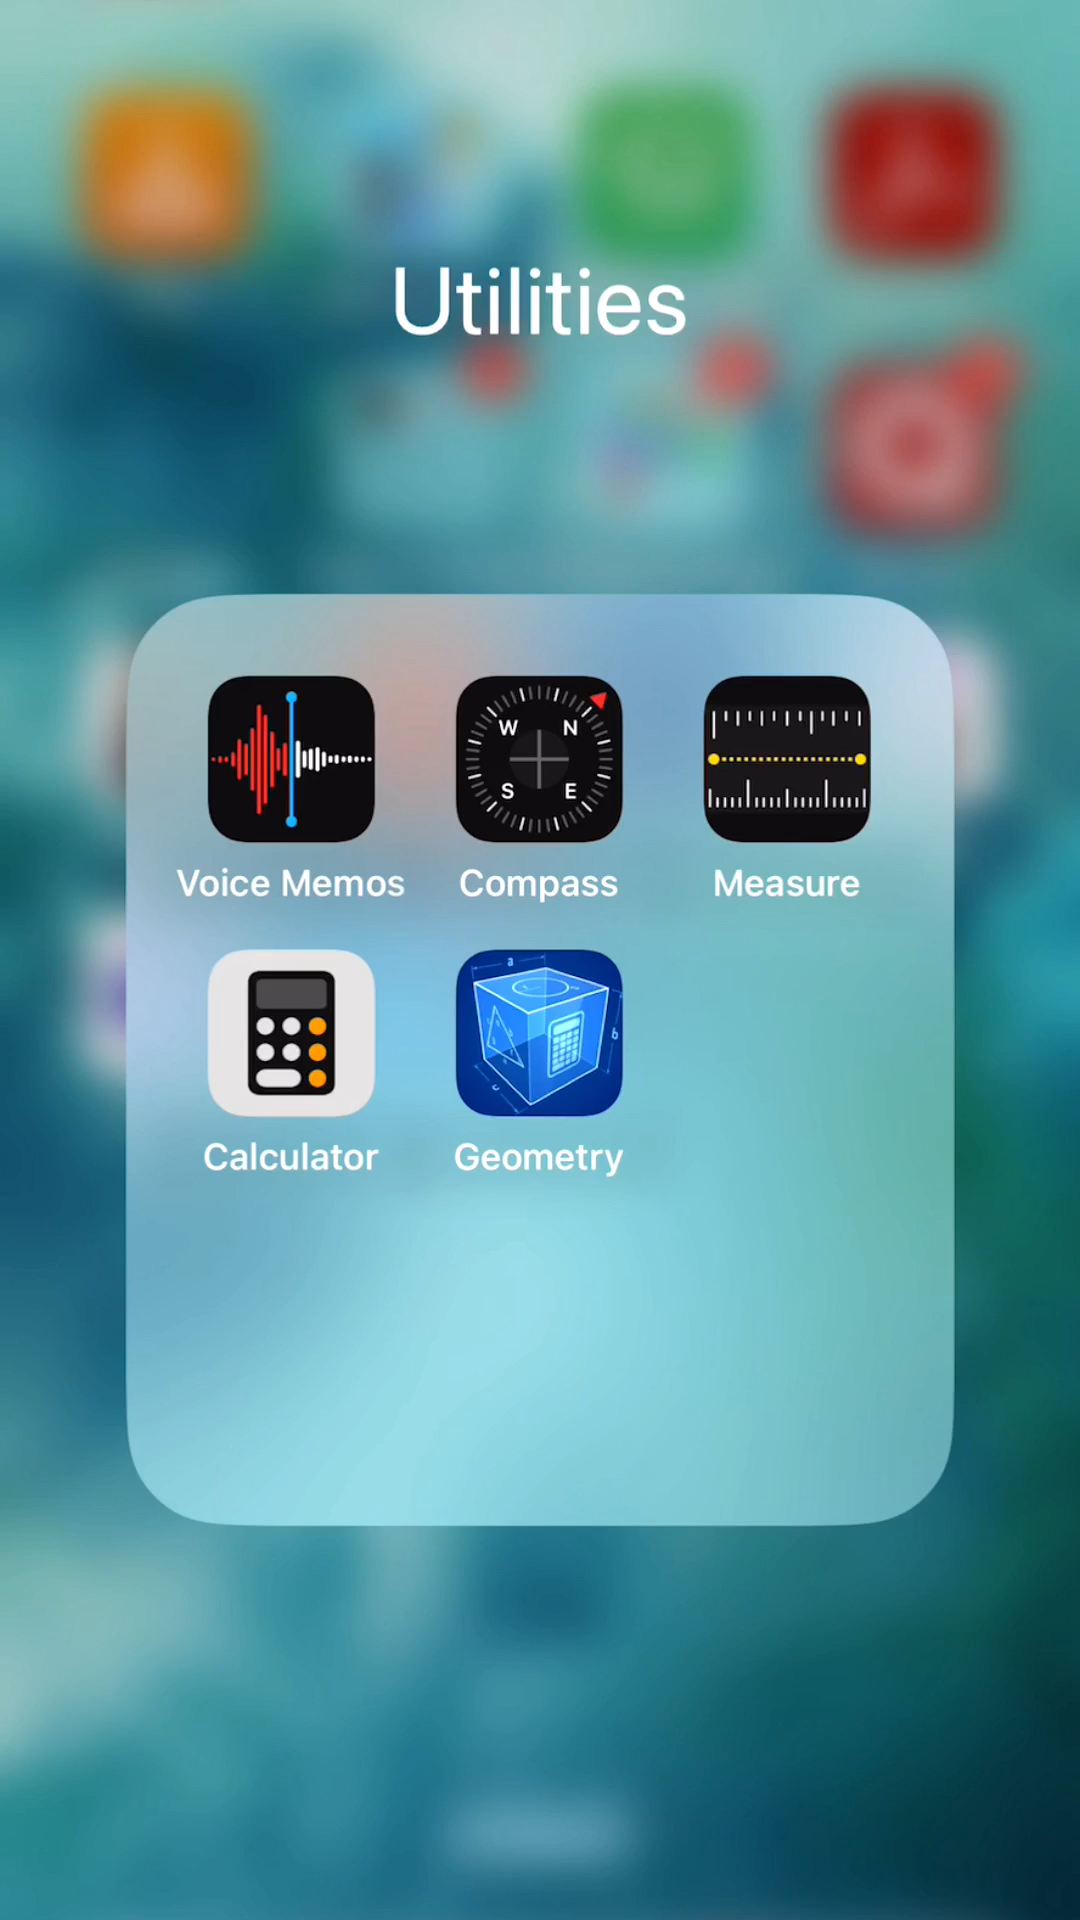 Utilities
W N
S E
Voice Memos
Compass
Measure
a
b
c
Calculator
Geometry